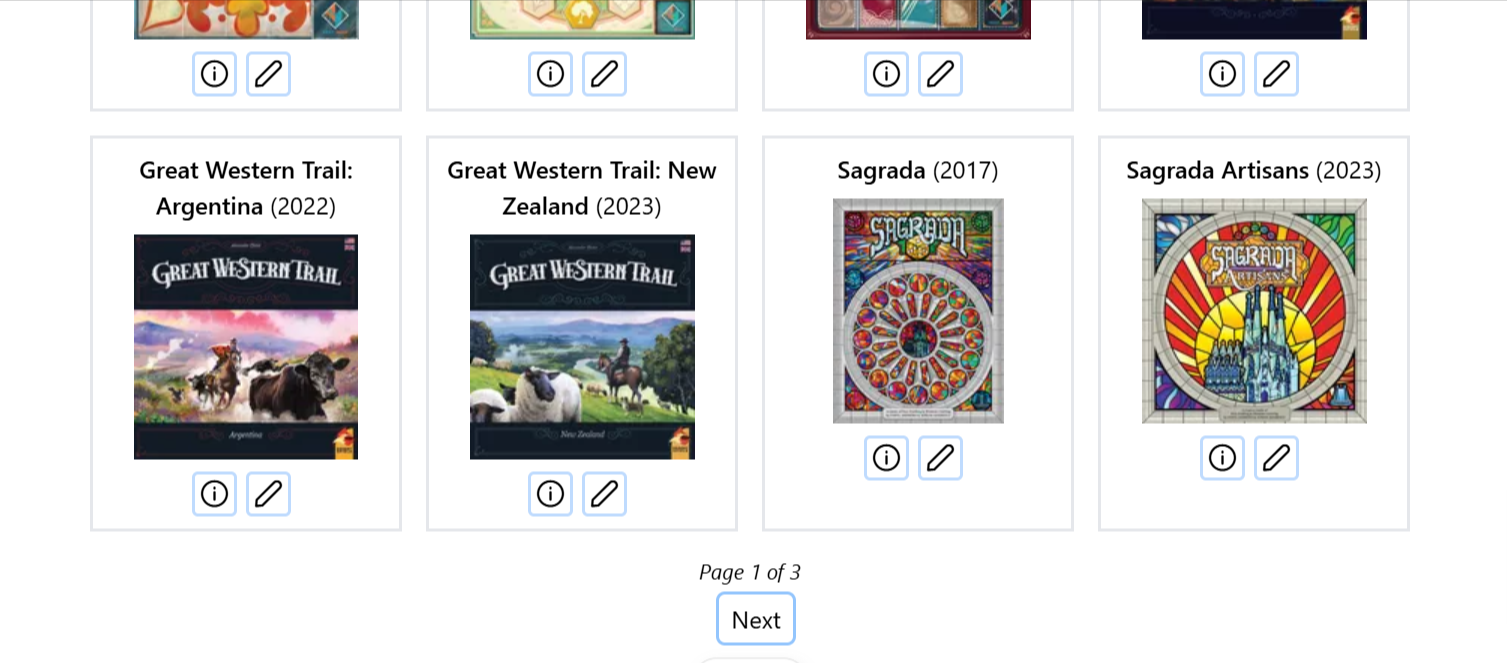 Great Western Trail:
Argentina (2022)
Great Western Trail: New
Zealand (2023)
Sagrada (2017)
Sagrada Artisans (2023)
GREAT WESTERN TRAIL
Argentina
GREAT WESTERN TRAIL
New Zealand
SAGRADA
SAGRADA
ARTISANS
Page 1 of 3
Next